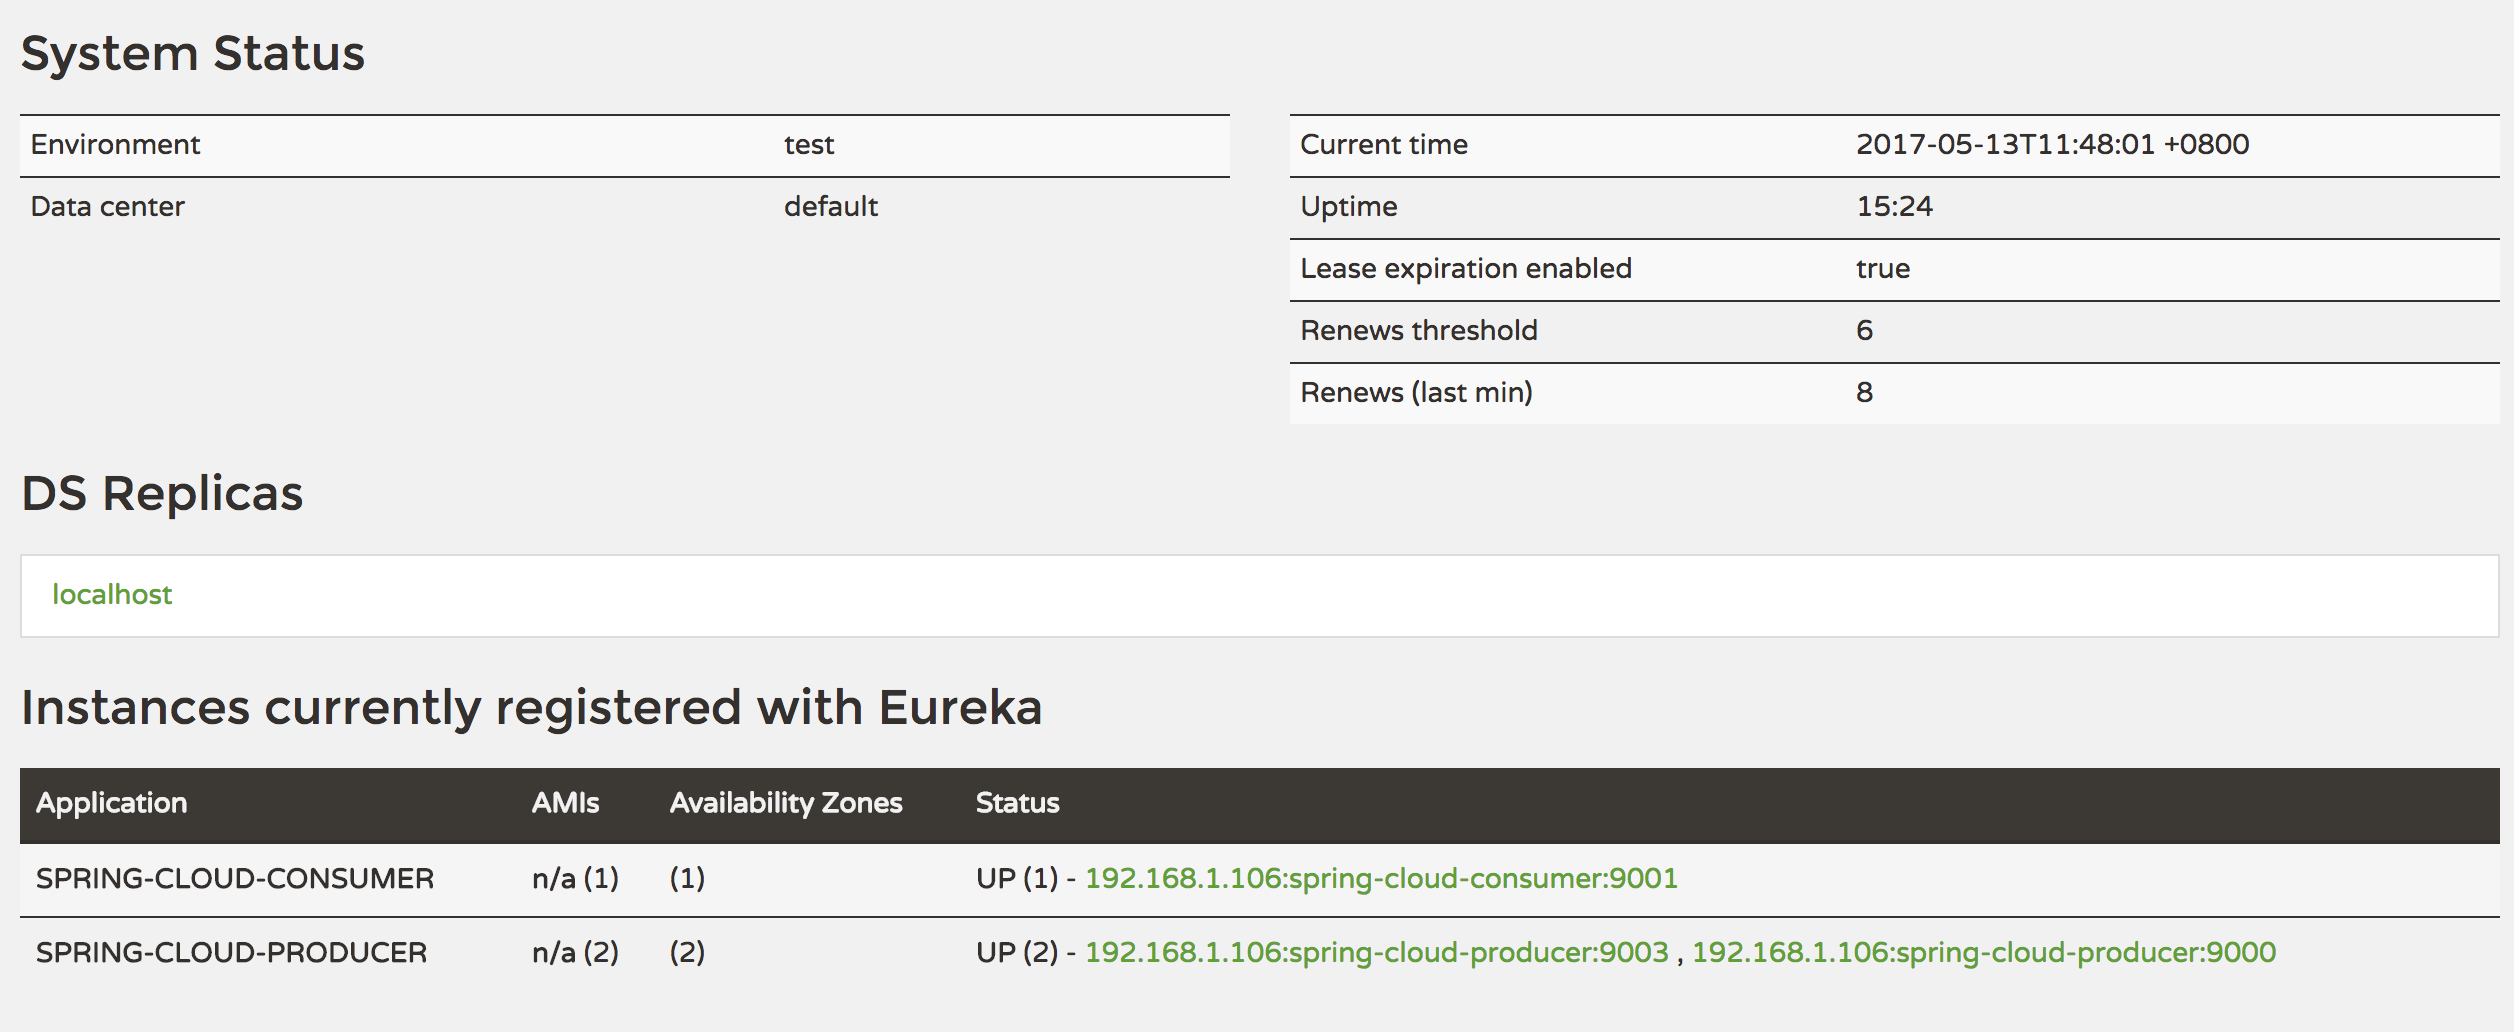 System Status
Environment test
Data center default
Current time 2017-05-13T11:48:01 +0800
Uptime 15:24
Lease expiration enabled true
Renews threshold 6
Renews (last min) 8
DS Replicas
localhost
Instances currently registered with Eureka
Application AMIs Availability Zones Status
SPRING-CLOUD-CONSUMER n/a (1) (1) UP (1) - 192.168.1.106:spring-cloud-consumer:9001
SPRING-CLOUD-PRODUCER n/a (2) (2) UP (2) - 192.168.1.106:spring-cloud-producer:9003 , 192.168.1.106:spring-cloud-producer:9000